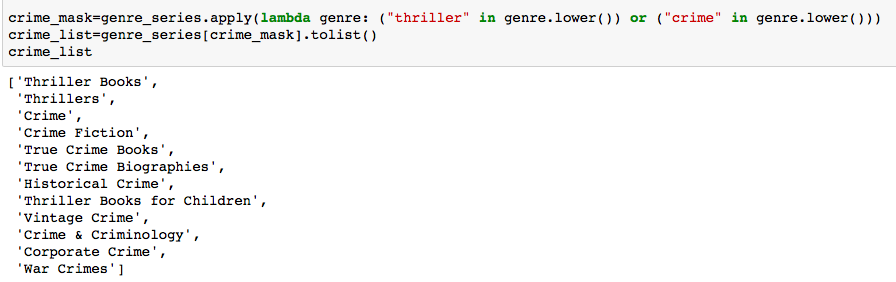 crime_mask=genre_series.apply(lambda genre: ("thriller" in genre.lower()) or ("crime" in genre.lower()))
crime_list=genre_series[crime_mask].tolist()
crime_list
['Thriller Books',
 'Thrillers',
 'Crime',
 'Crime Fiction',
 'True Crime Books',
 'True Crime Biographies',
 'Historical Crime',
 'Thriller Books for Children',
 'Vintage Crime',
 'Crime & Criminology',
 'Corporate Crime',
 'War Crimes']